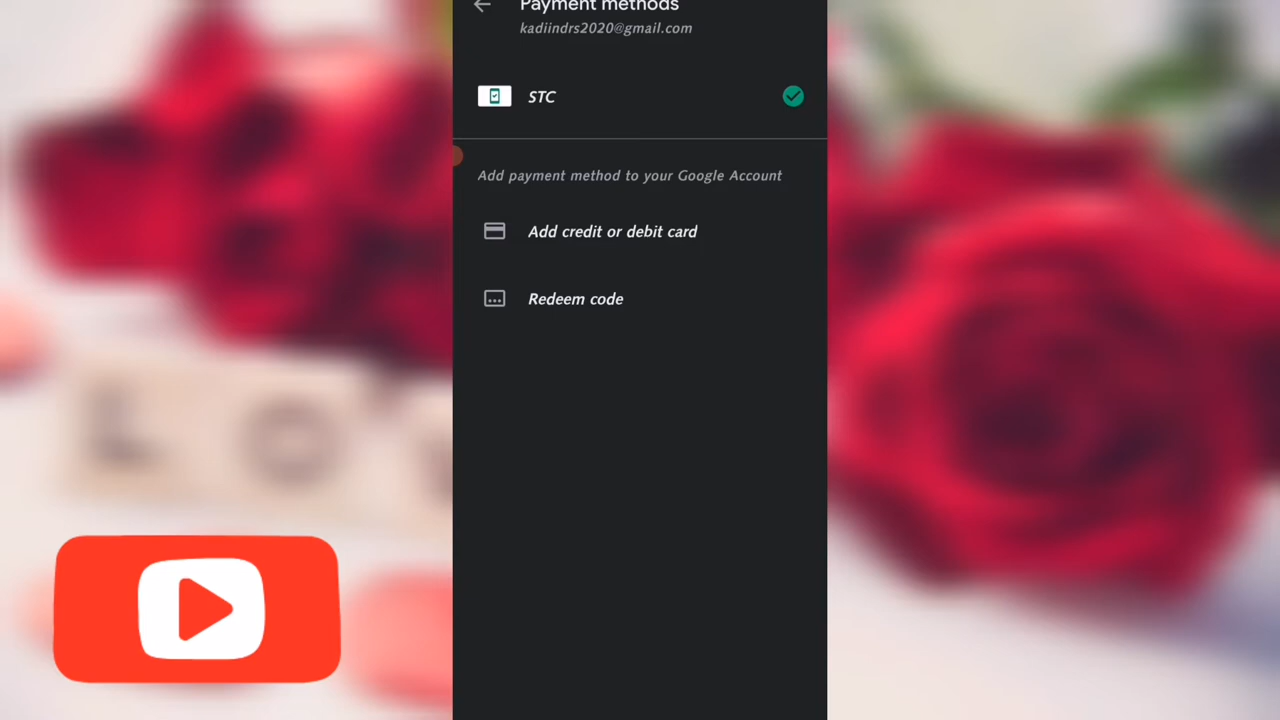 Payment methods
kadiindrs2020@gmail.com
STC
Add payment method to your Google Account
Add credit or debit card
Redeem code
L O